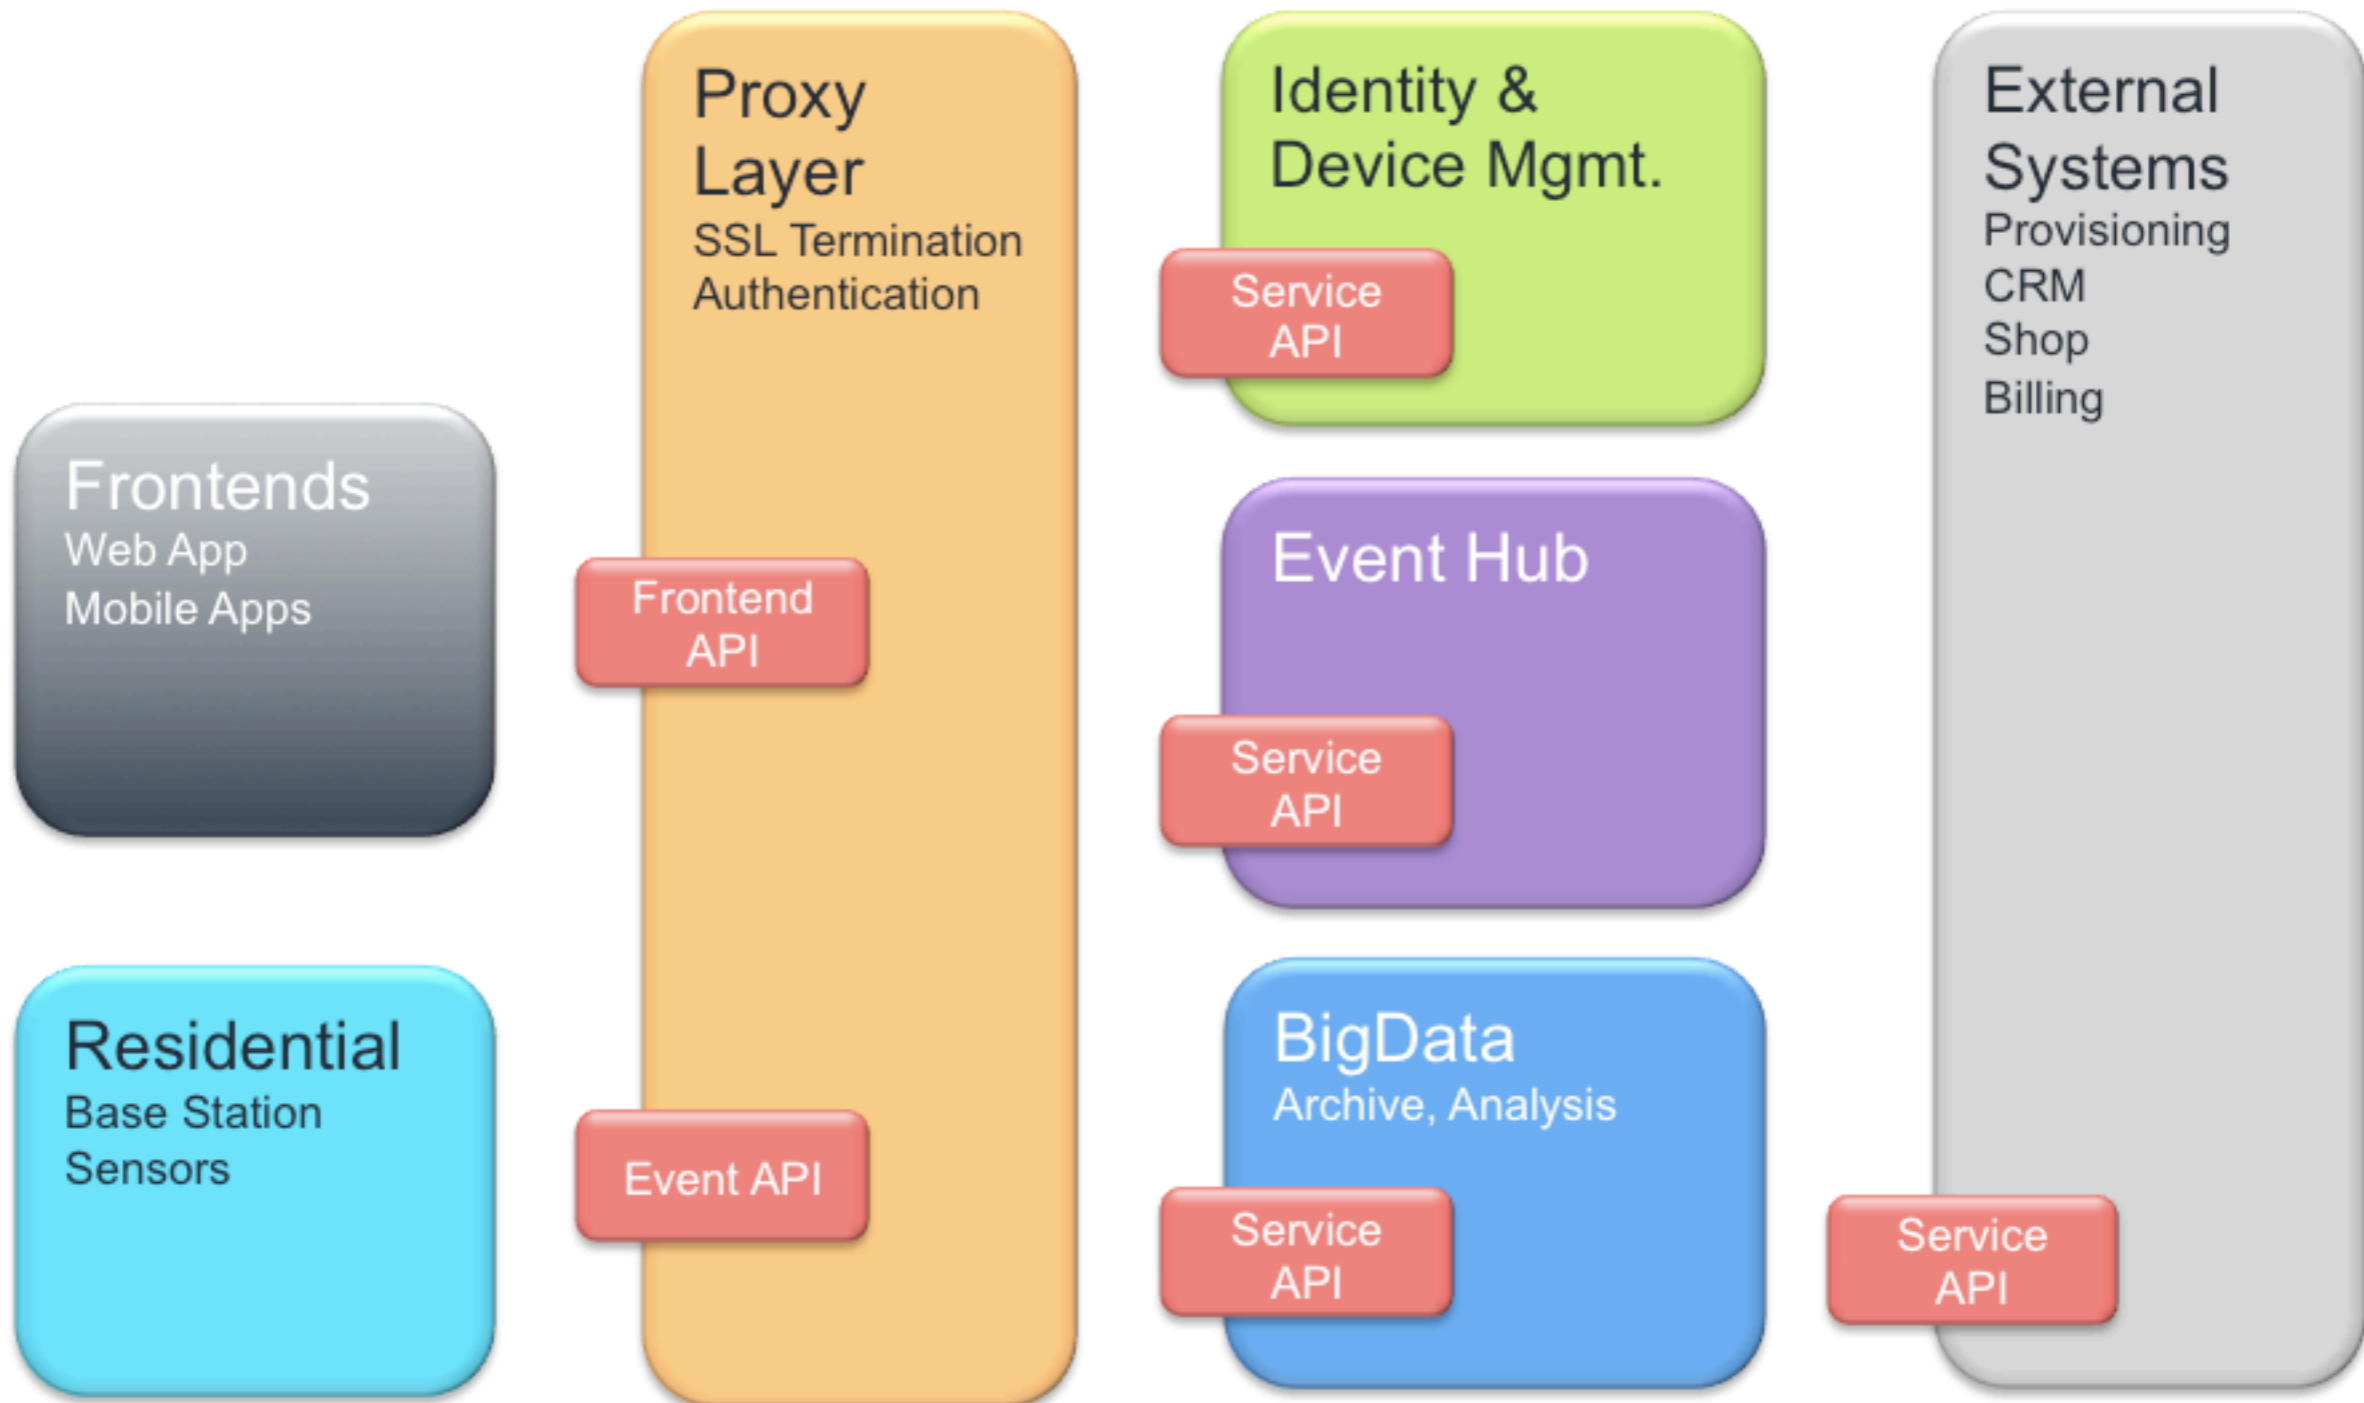 Proxy
Layer
SSL Termination
Authentication
Identity &
Device Mgmt.
Service
API
External
Systems
Provisioning
CRM
Shop
Billing
Frontends
Web App
Mobile Apps
Frontend
API
Event Hub
Service
API
Residential
Base Station
Sensors
Event API
BigData
Archive, Analysis
Service
API
Service
API